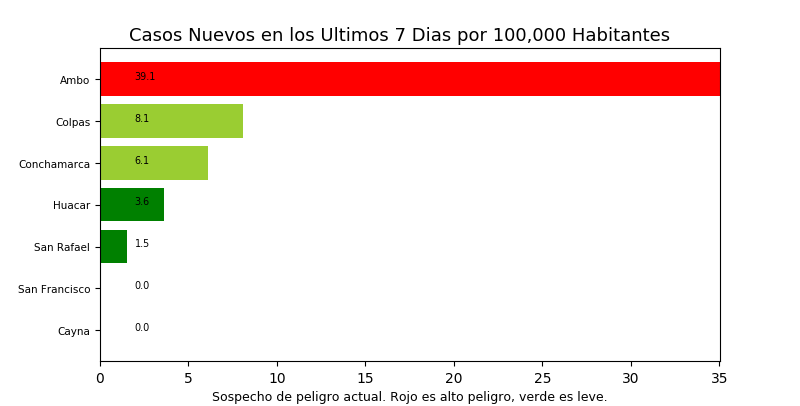 Casos Nuevos en los Ultimos 7 Dias por 100,000 Habitantes
Ambo 39.1
Colpas 8.1
Conchamarca 6.1
Huacar 3.6
San Rafael 1.5
San Francisco 0.0
Cayna 0.0
0 5 10 15 20 25 30 35
Sospecho de peligro actual. Rojo es alto peligro, verde es leve.